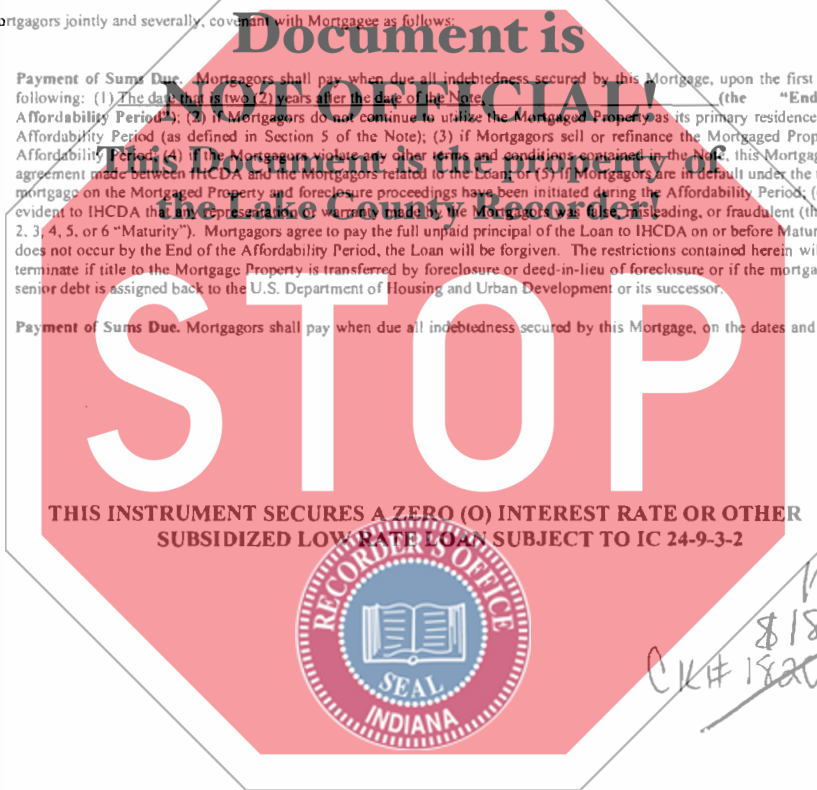 rtgagors jointly and severally, covenant with Mortgagee as follows:
Document is
Payment of Sums Due. Mortgagors shall pay when due all indebtedness secured by this Mortgage, upon the first
NOT OFFICIAL!
following: (1) The date that is two (2) years after the date of the Note (the "End
Affordability Period"); (2) if Mortgagors do not continue to utilize the Mortgaged Property as its primary residence
Affordability Period (as defined in Section 5 of the Note); (3) if Mortgagors sell or refinance the Mortgaged Prop
This Document is the property of
Affordability Period; (4) if the Mortgagors violate any other terms and conditions contained in the Note, this Mortgag
agreement made between IHCDA and the Mortgagors related to the Loan; or (5) if Mortgagors are in default under the
mortgage on the Mortgaged Property and foreclosure proceedings have been initiated during the Affordability Period; (
the Lake County Recorder!
evident to IHCDA that any representation or warranty made by the Mortgagors was false, misleading, or fraudulent (th
2, 3, 4, 5, or 6 "Maturity"). Mortgagors agree to pay the full unpaid principal of the Loan to IHCDA on or before Matur
does not occur by the End of the Affordability Period, the Loan will be forgiven. The restrictions contained herein wil
terminate if title to the Mortgage Property is transferred by foreclosure or deed-in-lieu of foreclosure or if the mortga
senior debt is assigned back to the U.S. Department of Housing and Urban Development or its successor.
Payment of Sums Due. Mortgagors shall pay when due all indebtedness secured by this Mortgage, on the dates and
STOP
THIS INSTRUMENT SECURES A ZERO (O) INTEREST RATE OR OTHER
SUBSIDIZED LOW RATE LOAN SUBJECT TO IC 24-9-3-2
RECORDER'S OFFICE
SEAL
INDIANA
$18
CK# 1820